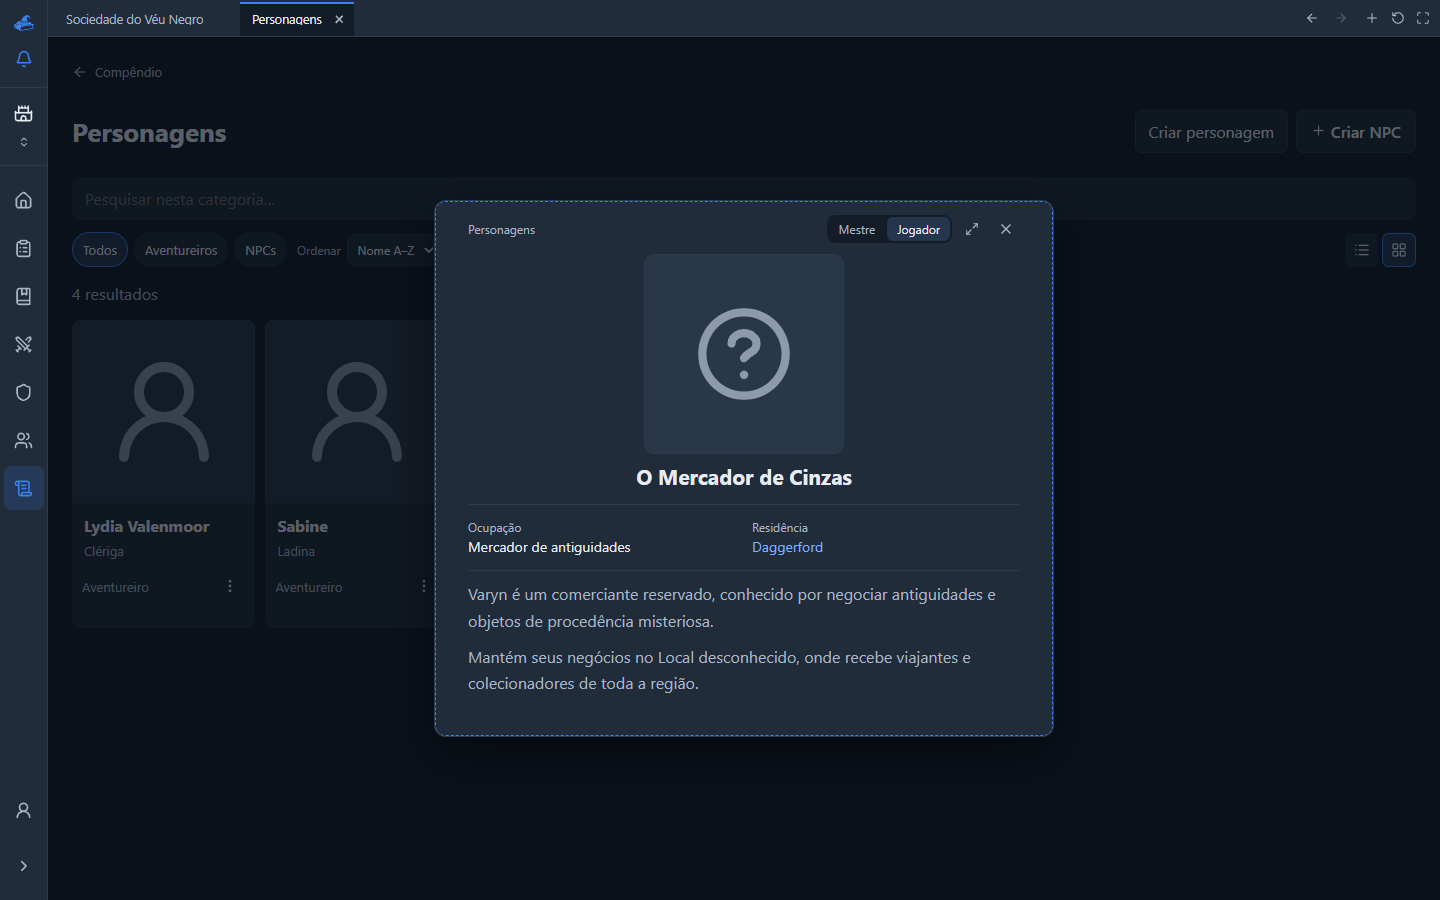 Sociedade do Véu Negro
Personagens
Compêndio
Personagens
Criar personagem
+ Criar NPC
Pesquisar nesta categoria...
Todos
Aventureiros
NPCs
Ordenar
Nome A–Z
4 resultados
Lydia Valenmoor
Clériga
Aventureiro
Sabine
Ladina
Aventureiro
Personagens
Mestre
Jogador
O Mercador de Cinzas
Ocupação
Mercador de antiguidades
Residência
Daggerford
Varyn é um comerciante reservado, conhecido por negociar antiguidades e
objetos de procedência misteriosa.
Mantém seus negócios no Local desconhecido, onde recebe viajantes e
colecionadores de toda a região.